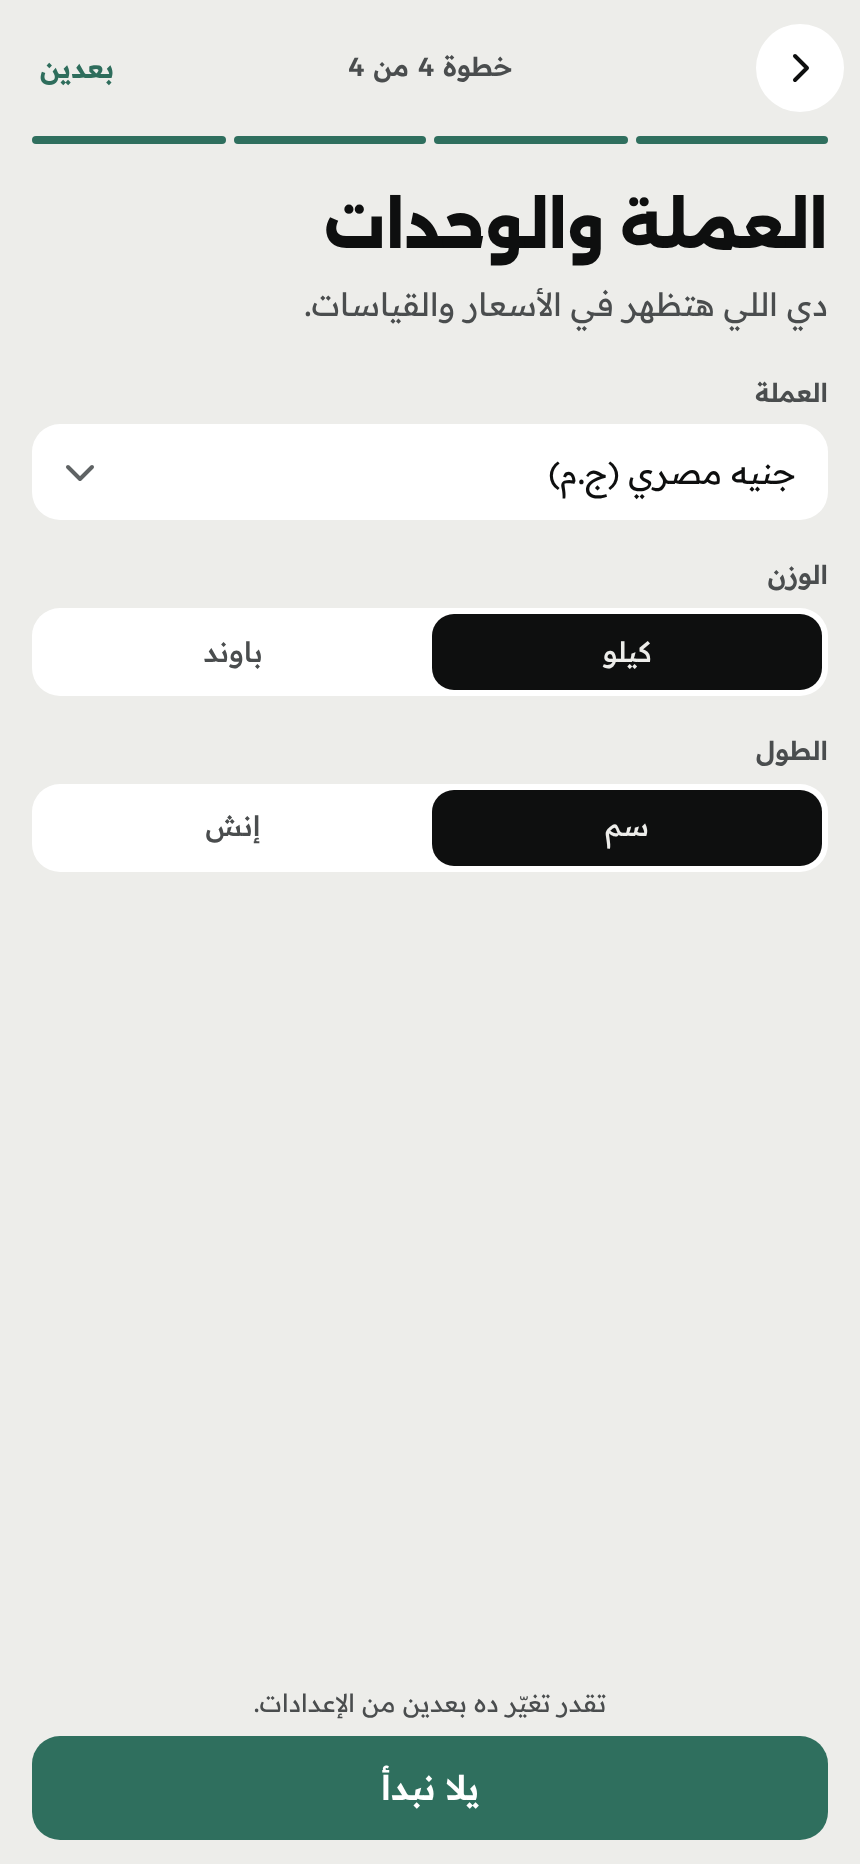 خطوة 4 من 4
بعدين
العملة والوحدات
دي اللي هتظهر في الأسعار والقياسات.
العملة
جنيه مصري (ج.م)
الوزن
كيلو
باوند
الطول
سم
إنش
تقدر تغيّر ده بعدين من الإعدادات.
يلا نبدأ